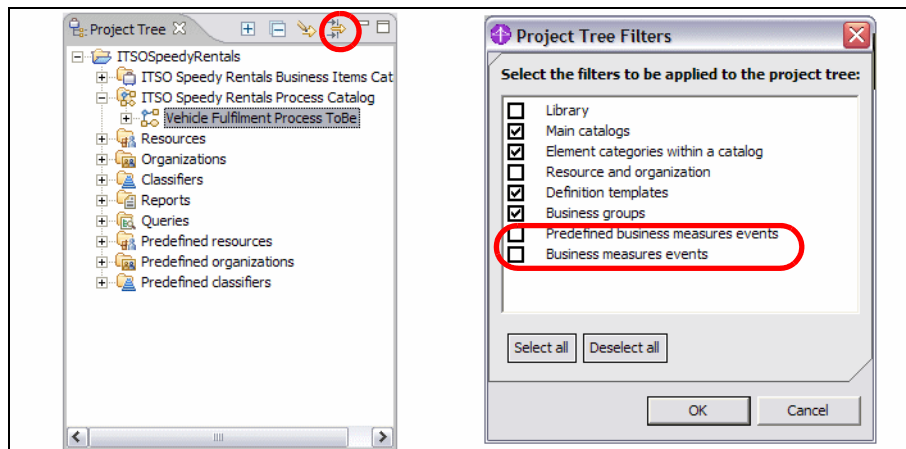 Project Tree
ITSOSpeedyRentals
ITSO Speedy Rentals Business Items Cat
ITSO Speedy Rentals Process Catalog
Vehicle Fulfilment Process ToBe
Resources
Organizations
Classifiers
Reports
Queries
Predefined resources
Predefined organizations
Predefined classifiers
Project Tree Filters
Select the filters to be applied to the project tree:
Library
Main catalogs
Element categories within a catalog
Resource and organization
Definition templates
Business groups
Predefined business measures events
Business measures events
Select all
Deselect all
OK
Cancel